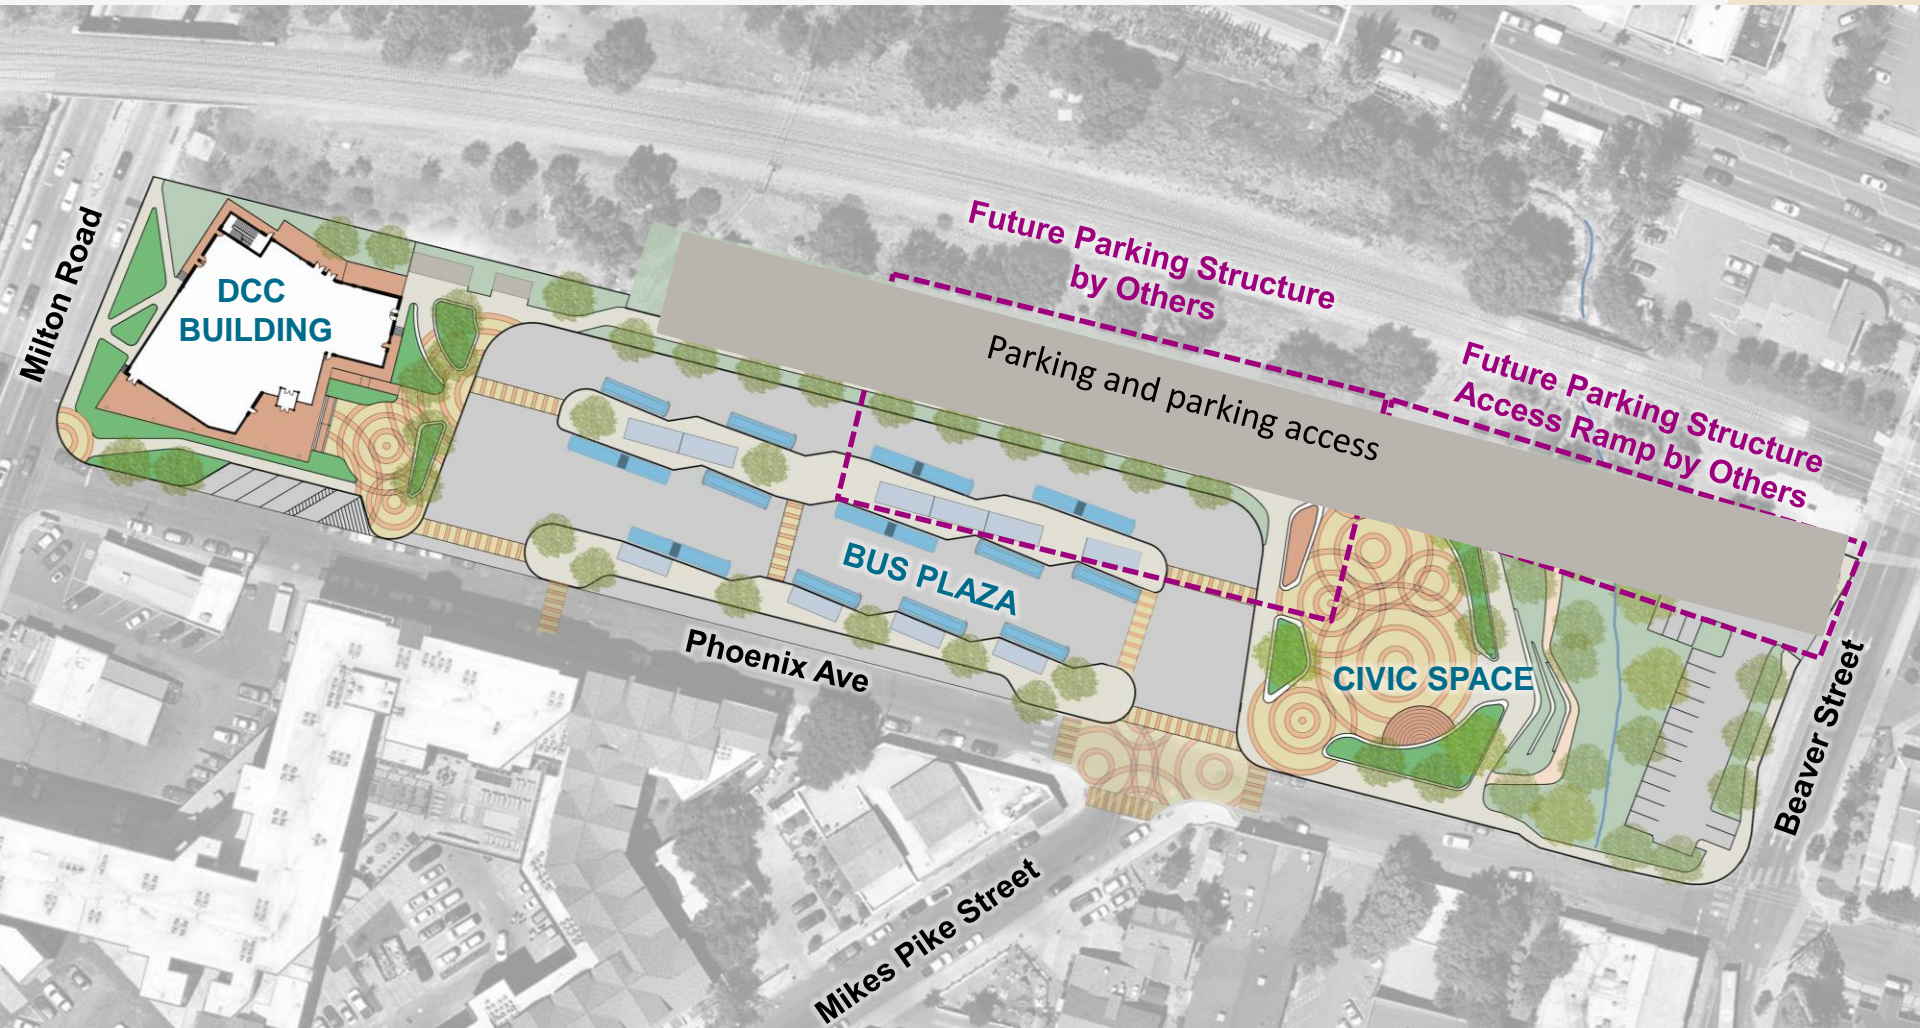 Milton Road
DCC
BUILDING
Future Parking Structure
by Others
Parking and parking access
Future Parking Structure
Access Ramp by Others
BUS PLAZA
Phoenix Ave
CIVIC SPACE
Beaver Street
Mikes Pike Street